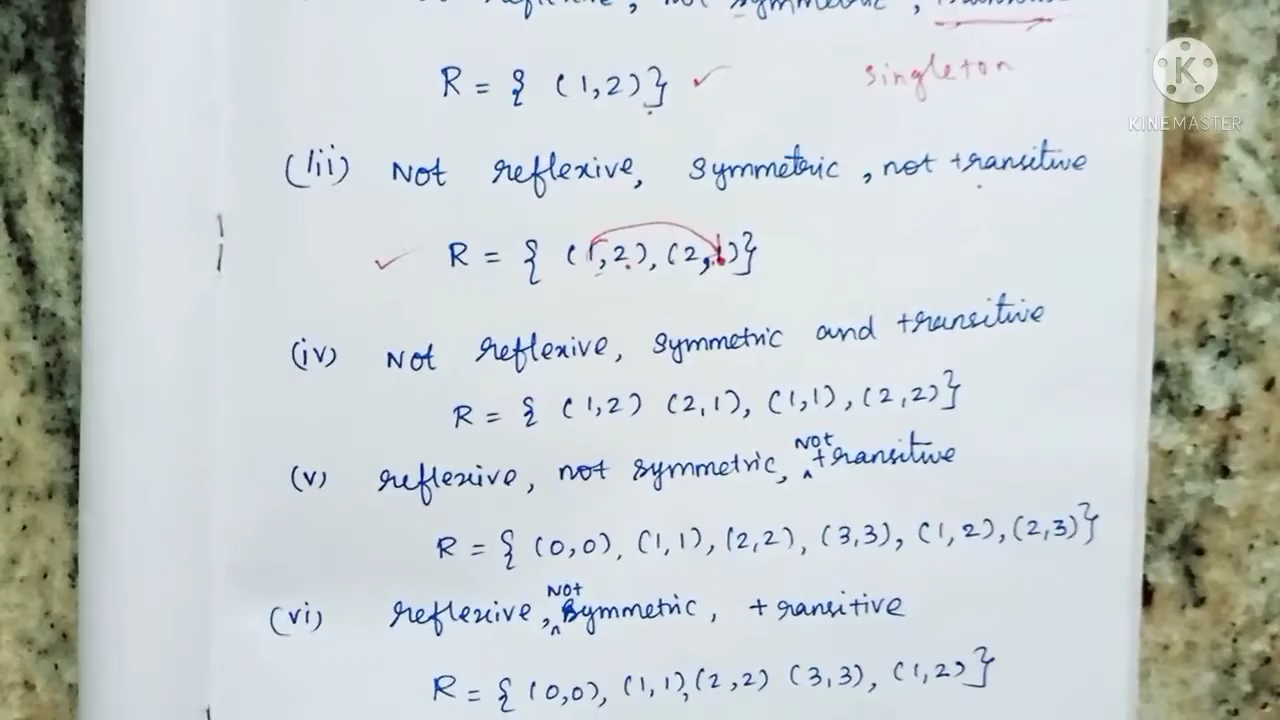 reflexive, not symmetric,
R = { (1,2)} ✓ singleton
KINEMASTER
(iii) Not reflexive, symmetric, not transitive
✓ R = { (1,2), (2,1)}
(iv) Not reflexive, symmetric and transitive
R = { (1,2) (2,1), (1,1), (2,2)}
(v) reflexive, not symmetric, Not transitive
R = { (0,0), (1,1), (2,2), (3,3), (1,2), (2,3)}
(vi) reflexive, Not symmetric, transitive
R = { (0,0), (1,1), (2,2) (3,3), (1,2)}